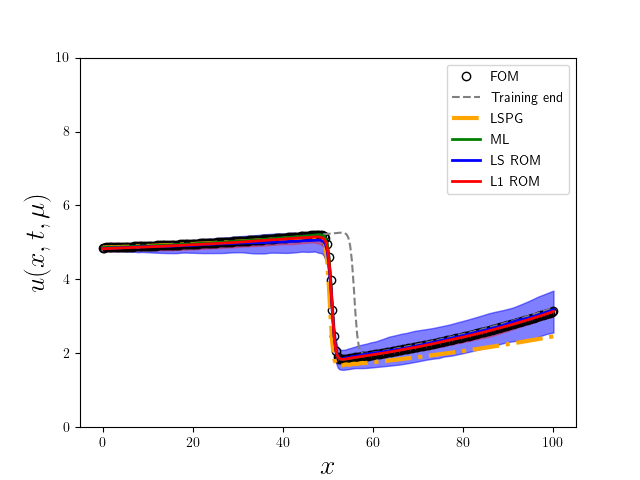 10
8
6
4
2
0
u(x, t, μ)
0 20 40 60 80 100
x
FOM
Training end
LSPG
ML
LS ROM
L1 ROM